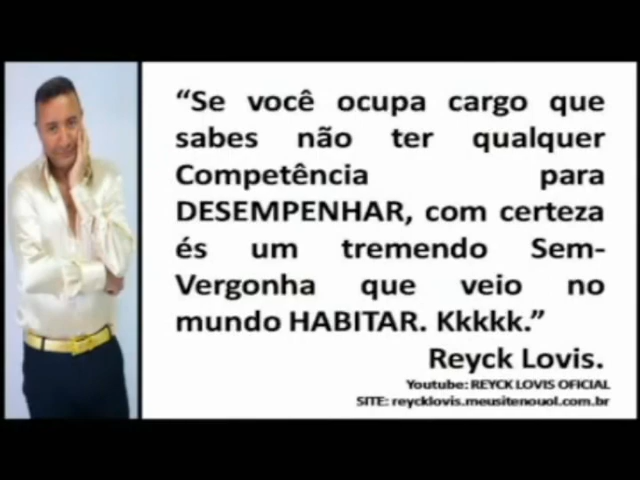 “Se você ocupa cargo que
sabes não ter qualquer
Competência para
DESEMPENHAR, com certeza
és um tremendo Sem-
Vergonha que veio no
mundo HABITAR. Kkkkk.”
Reyck Lovis.
Youtube: REYCK LOVIS OFICIAL
SITE: reycklovis.meusitenouol.com.br